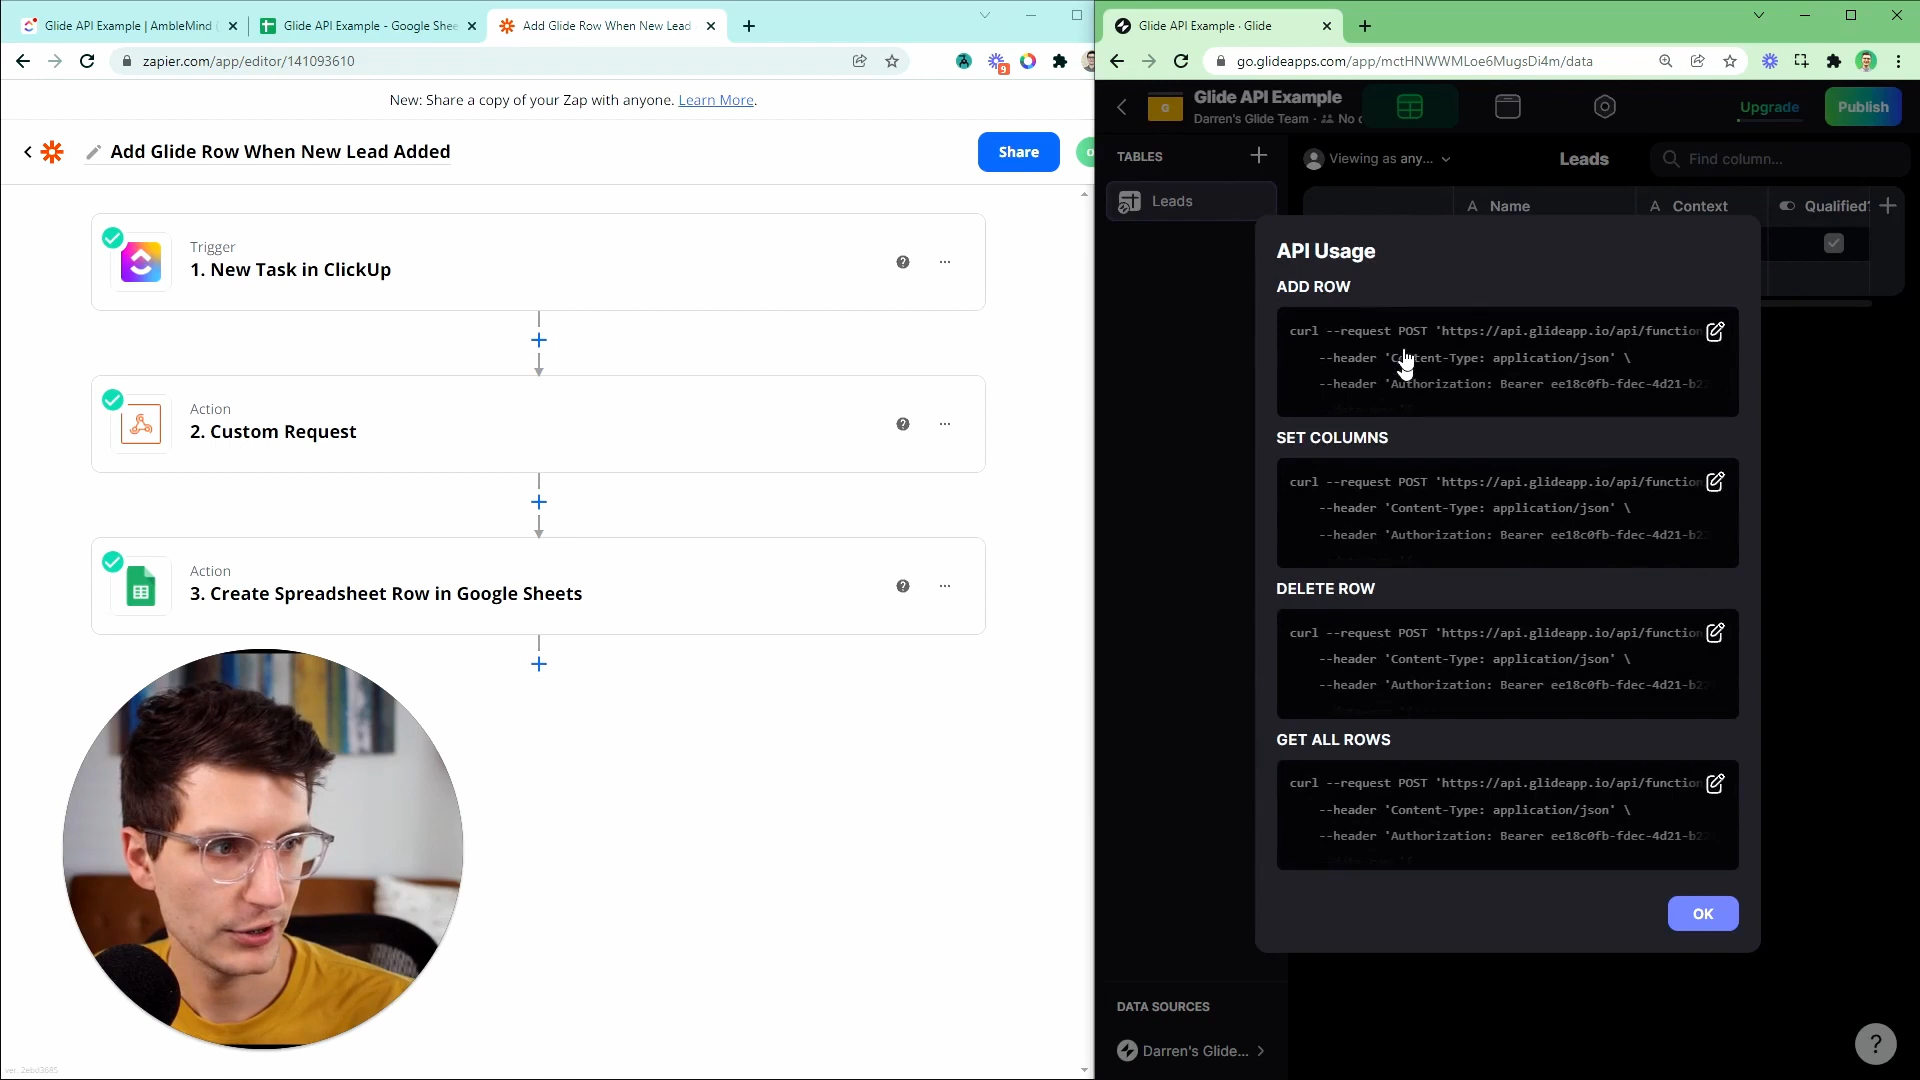 Glide API Example | AmbleMind (
Glide API Example - Google Shee
Add Glide Row When New Lead
zapier.com/app/editor/141093610
9
New: Share a copy of your Zap with anyone. Learn More.
Add Glide Row When New Lead Added
Share
Trigger
1. New Task in ClickUp
Action
2. Custom Request
Action
3. Create Spreadsheet Row in Google Sheets
ver. 2ebd3685
Glide API Example · Glide
go.glideapps.com/app/mctHNWWMLoe6MugsDi4m/data
G
Glide API Example
Darren's Glide Team ·
No
Upgrade
Publish
TABLES
Viewing as any...
Leads
Find column...
Leads
A Name
A Context
Qualified?
API Usage
ADD ROW
curl --request POST 'https://api.glideapp.io/api/function
--header 'Content-Type: application/json' \
--header 'Authorization: Bearer ee18c0fb-fdec-4d21-b22
SET COLUMNS
curl --request POST 'https://api.glideapp.io/api/function
--header 'Content-Type: application/json' \
--header 'Authorization: Bearer ee18c0fb-fdec-4d21-b22
DELETE ROW
curl --request POST 'https://api.glideapp.io/api/function
--header 'Content-Type: application/json' \
--header 'Authorization: Bearer ee18c0fb-fdec-4d21-b22
GET ALL ROWS
curl --request POST 'https://api.glideapp.io/api/function
--header 'Content-Type: application/json' \
--header 'Authorization: Bearer ee18c0fb-fdec-4d21-b22
OK
DATA SOURCES
Darren's Glide...
?